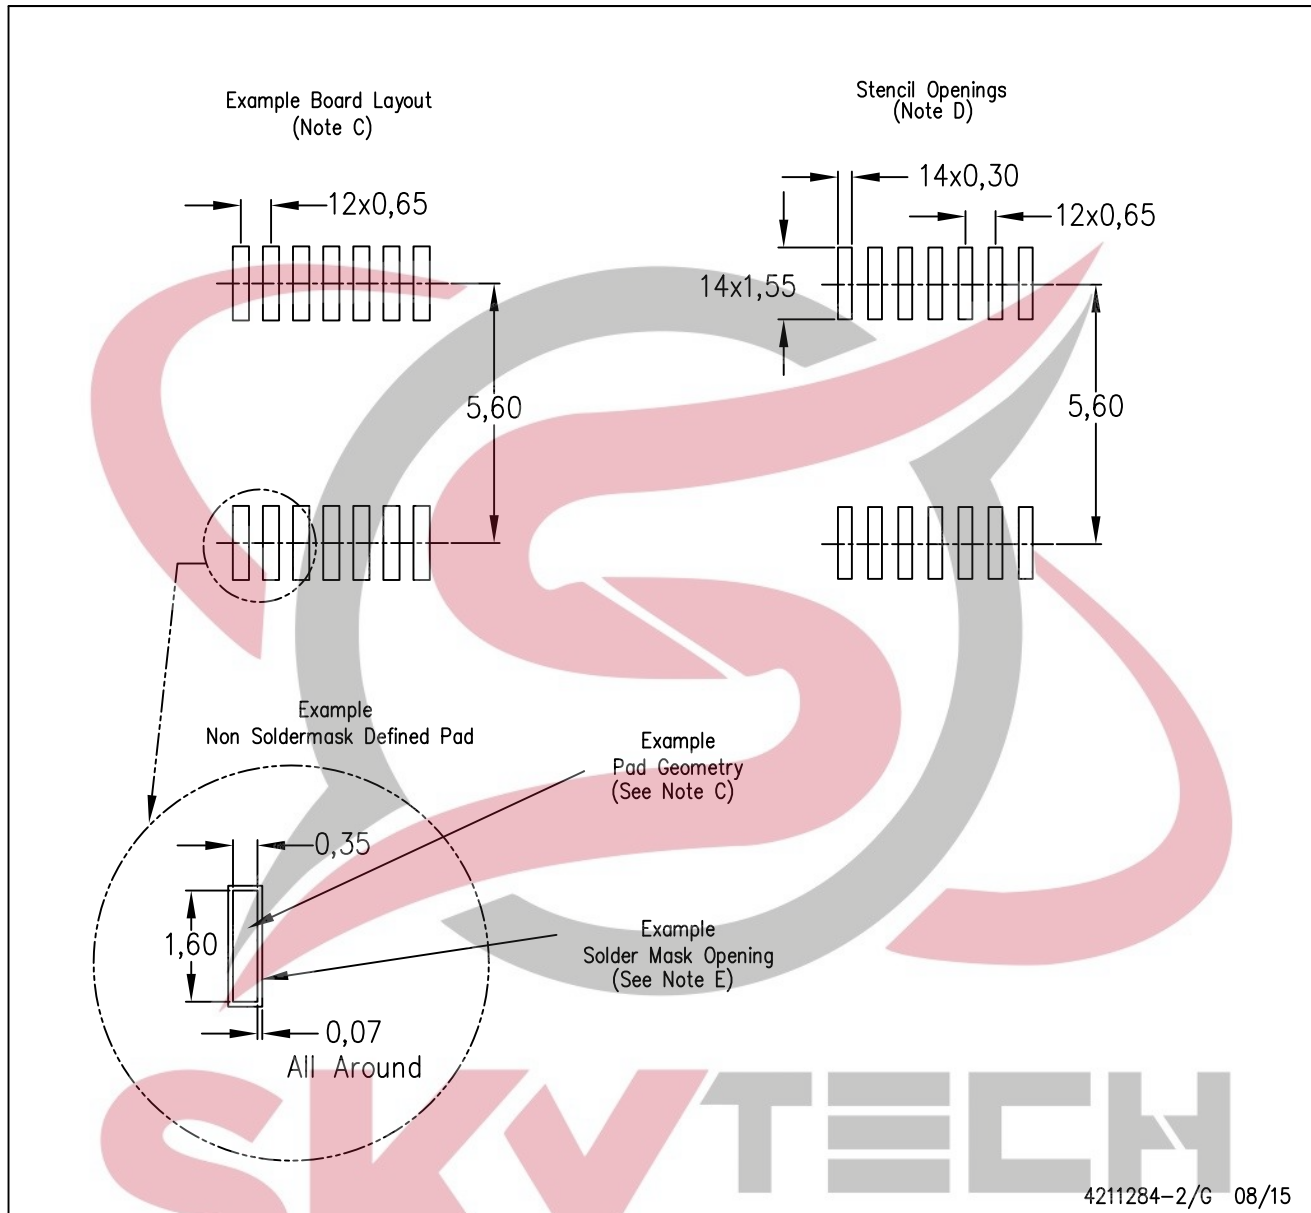 Example Board Layout
(Note C)
12x0,65
5,60
Stencil Openings
(Note D)
14x0,30
12x0,65
14x1,55
5,60
Example
Non Soldermask Defined Pad
0,35
1,60
0,07
All Around
Example
Pad Geometry
(See Note C)
Example
Solder Mask Opening
(See Note E)
SKYTECH
4211284-2/G 08/15